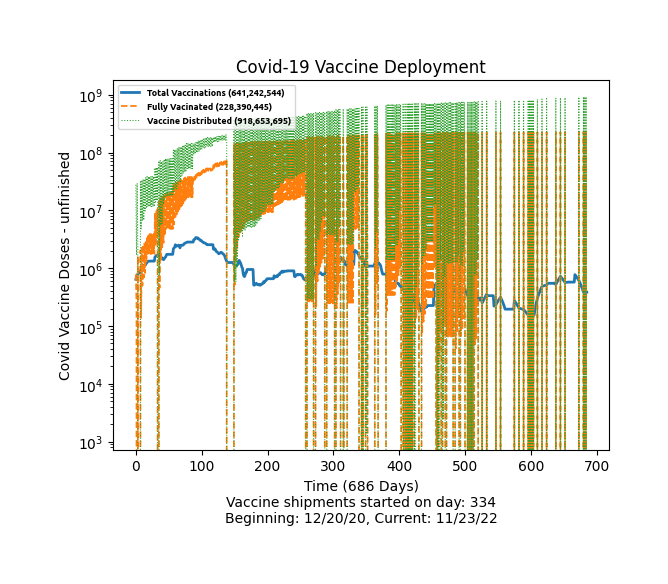 Covid-19 Vaccine Deployment
Total Vaccinations (641,242,544)
Fully Vacinated (228,390,445)
Vaccine Distributed (918,653,695)
Covid Vaccine Doses - unfinished
10⁹
10⁸
10⁷
10⁶
10⁵
10⁴
10³
0 100 200 300 400 500 600 700
Time (686 Days)
Vaccine shipments started on day: 334
Beginning: 12/20/20, Current: 11/23/22